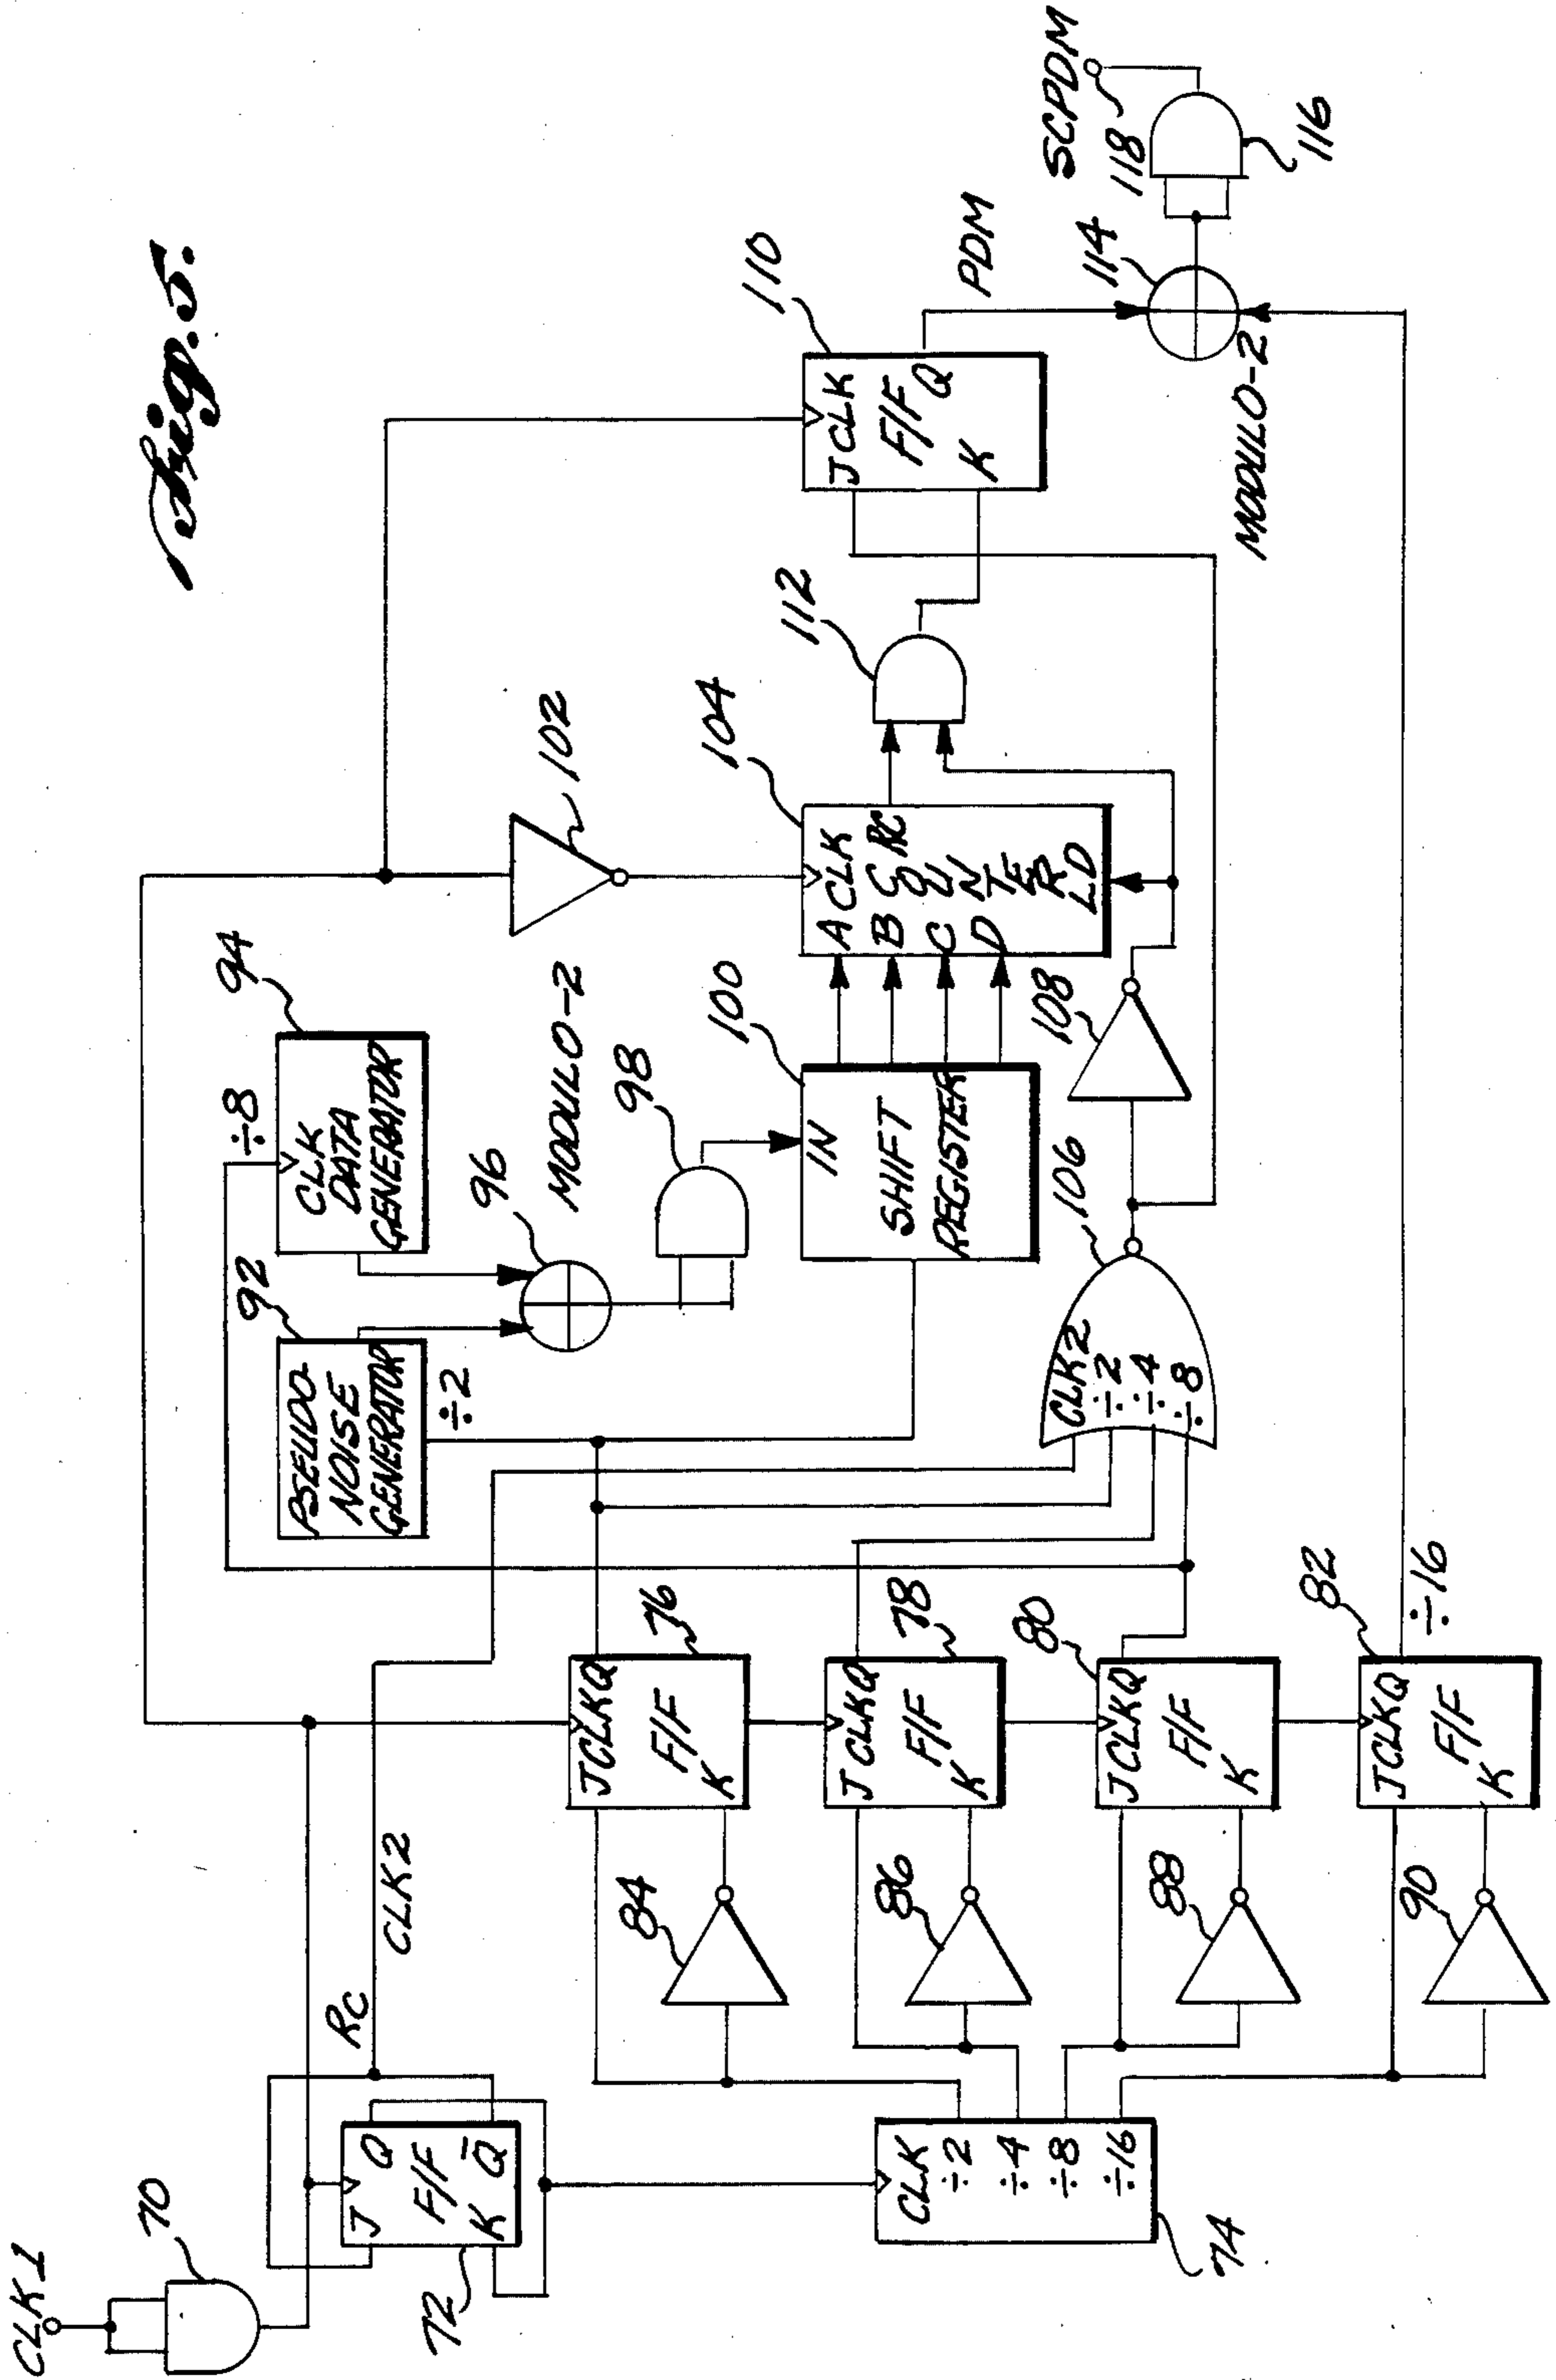 Fig. 5.
CLK1
70
J Q
F/F
K Q̄
72
RC
CLK2
CLK
÷2
÷4
÷8
÷16
74
84
86
88
90
J CLK Q
F/F
K
76
J CLK Q
F/F
K
78
J CLK Q
F/F
K
80
J CLK Q
F/F
K
82
÷16
PSEUDO-
NOISE
GENERATOR
92
÷2
÷8
CLK
DATA
GENERATOR
94
96
MODULO-2
98
IN
SHIFT
REGISTER
100
102
A CLK
B RC
C
D
COUNTER
LD
104
CLK2
÷2
÷4
÷8
106
108
112
J CLK
F/F
Q
K
110
PDM
114
MODULO-2
116
118
SCPDM